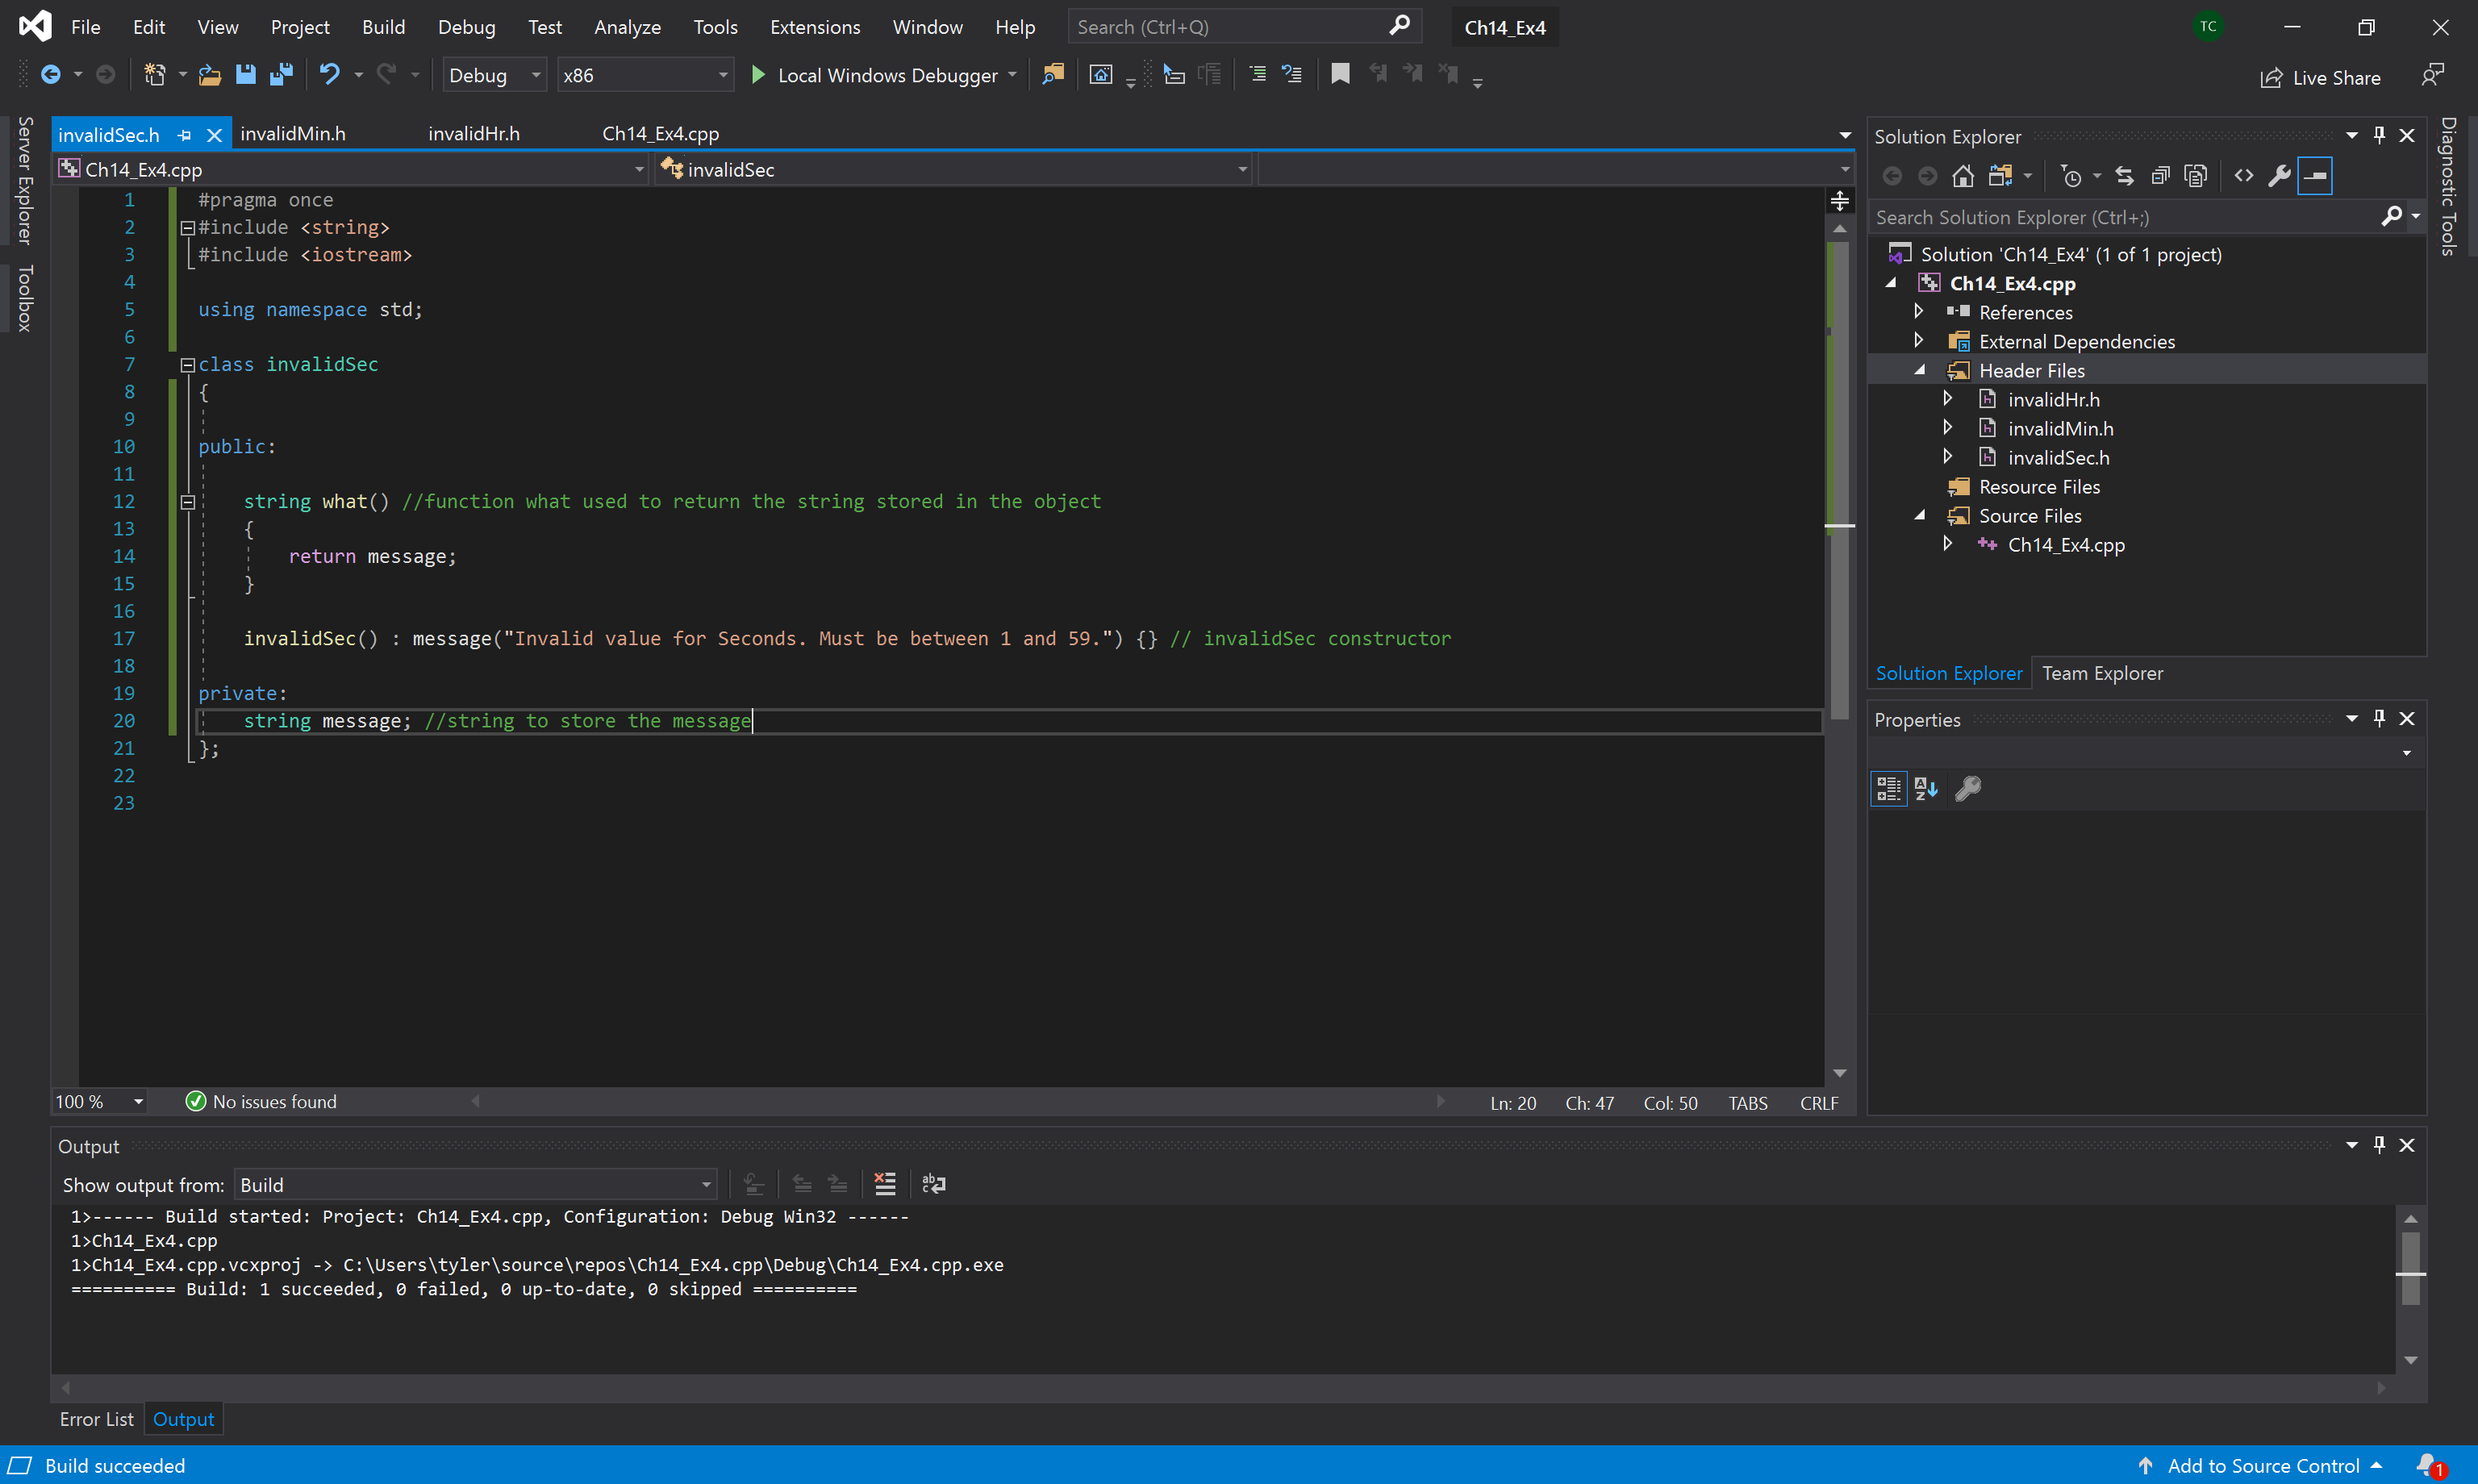 File Edit View Project Build Debug Test Analyze Tools Extensions Window Help Search (Ctrl+Q) Ch14_Ex4 TC
Debug x86 Local Windows Debugger Live Share
Server Explorer
Toolbox
invalidSec.h invalidMin.h invalidHr.h Ch14_Ex4.cpp
Ch14_Ex4.cpp invalidSec
1 #pragma once
2 #include <string>
3 #include <iostream>
4
5 using namespace std;
6
7 class invalidSec
8 {
9
10 public:
11
12 string what() //function what used to return the string stored in the object
13 {
14 return message;
15 }
16
17 invalidSec() : message("Invalid value for Seconds. Must be between 1 and 59.") {} // invalidSec constructor
18
19 private:
20 string message; //string to store the message
21 };
22
23
100 % No issues found Ln: 20 Ch: 47 Col: 50 TABS CRLF
Solution Explorer
Search Solution Explorer (Ctrl+;)
Solution 'Ch14_Ex4' (1 of 1 project)
Ch14_Ex4.cpp
References
External Dependencies
Header Files
invalidHr.h
invalidMin.h
invalidSec.h
Resource Files
Source Files
Ch14_Ex4.cpp
Solution Explorer Team Explorer
Properties
Diagnostic Tools
Output
Show output from: Build
1>------ Build started: Project: Ch14_Ex4.cpp, Configuration: Debug Win32 ------
1>Ch14_Ex4.cpp
1>Ch14_Ex4.cpp.vcxproj -> C:\Users\tyler\source\repos\Ch14_Ex4.cpp\Debug\Ch14_Ex4.cpp.exe
========== Build: 1 succeeded, 0 failed, 0 up-to-date, 0 skipped ==========
Error List Output
Build succeeded Add to Source Control 1